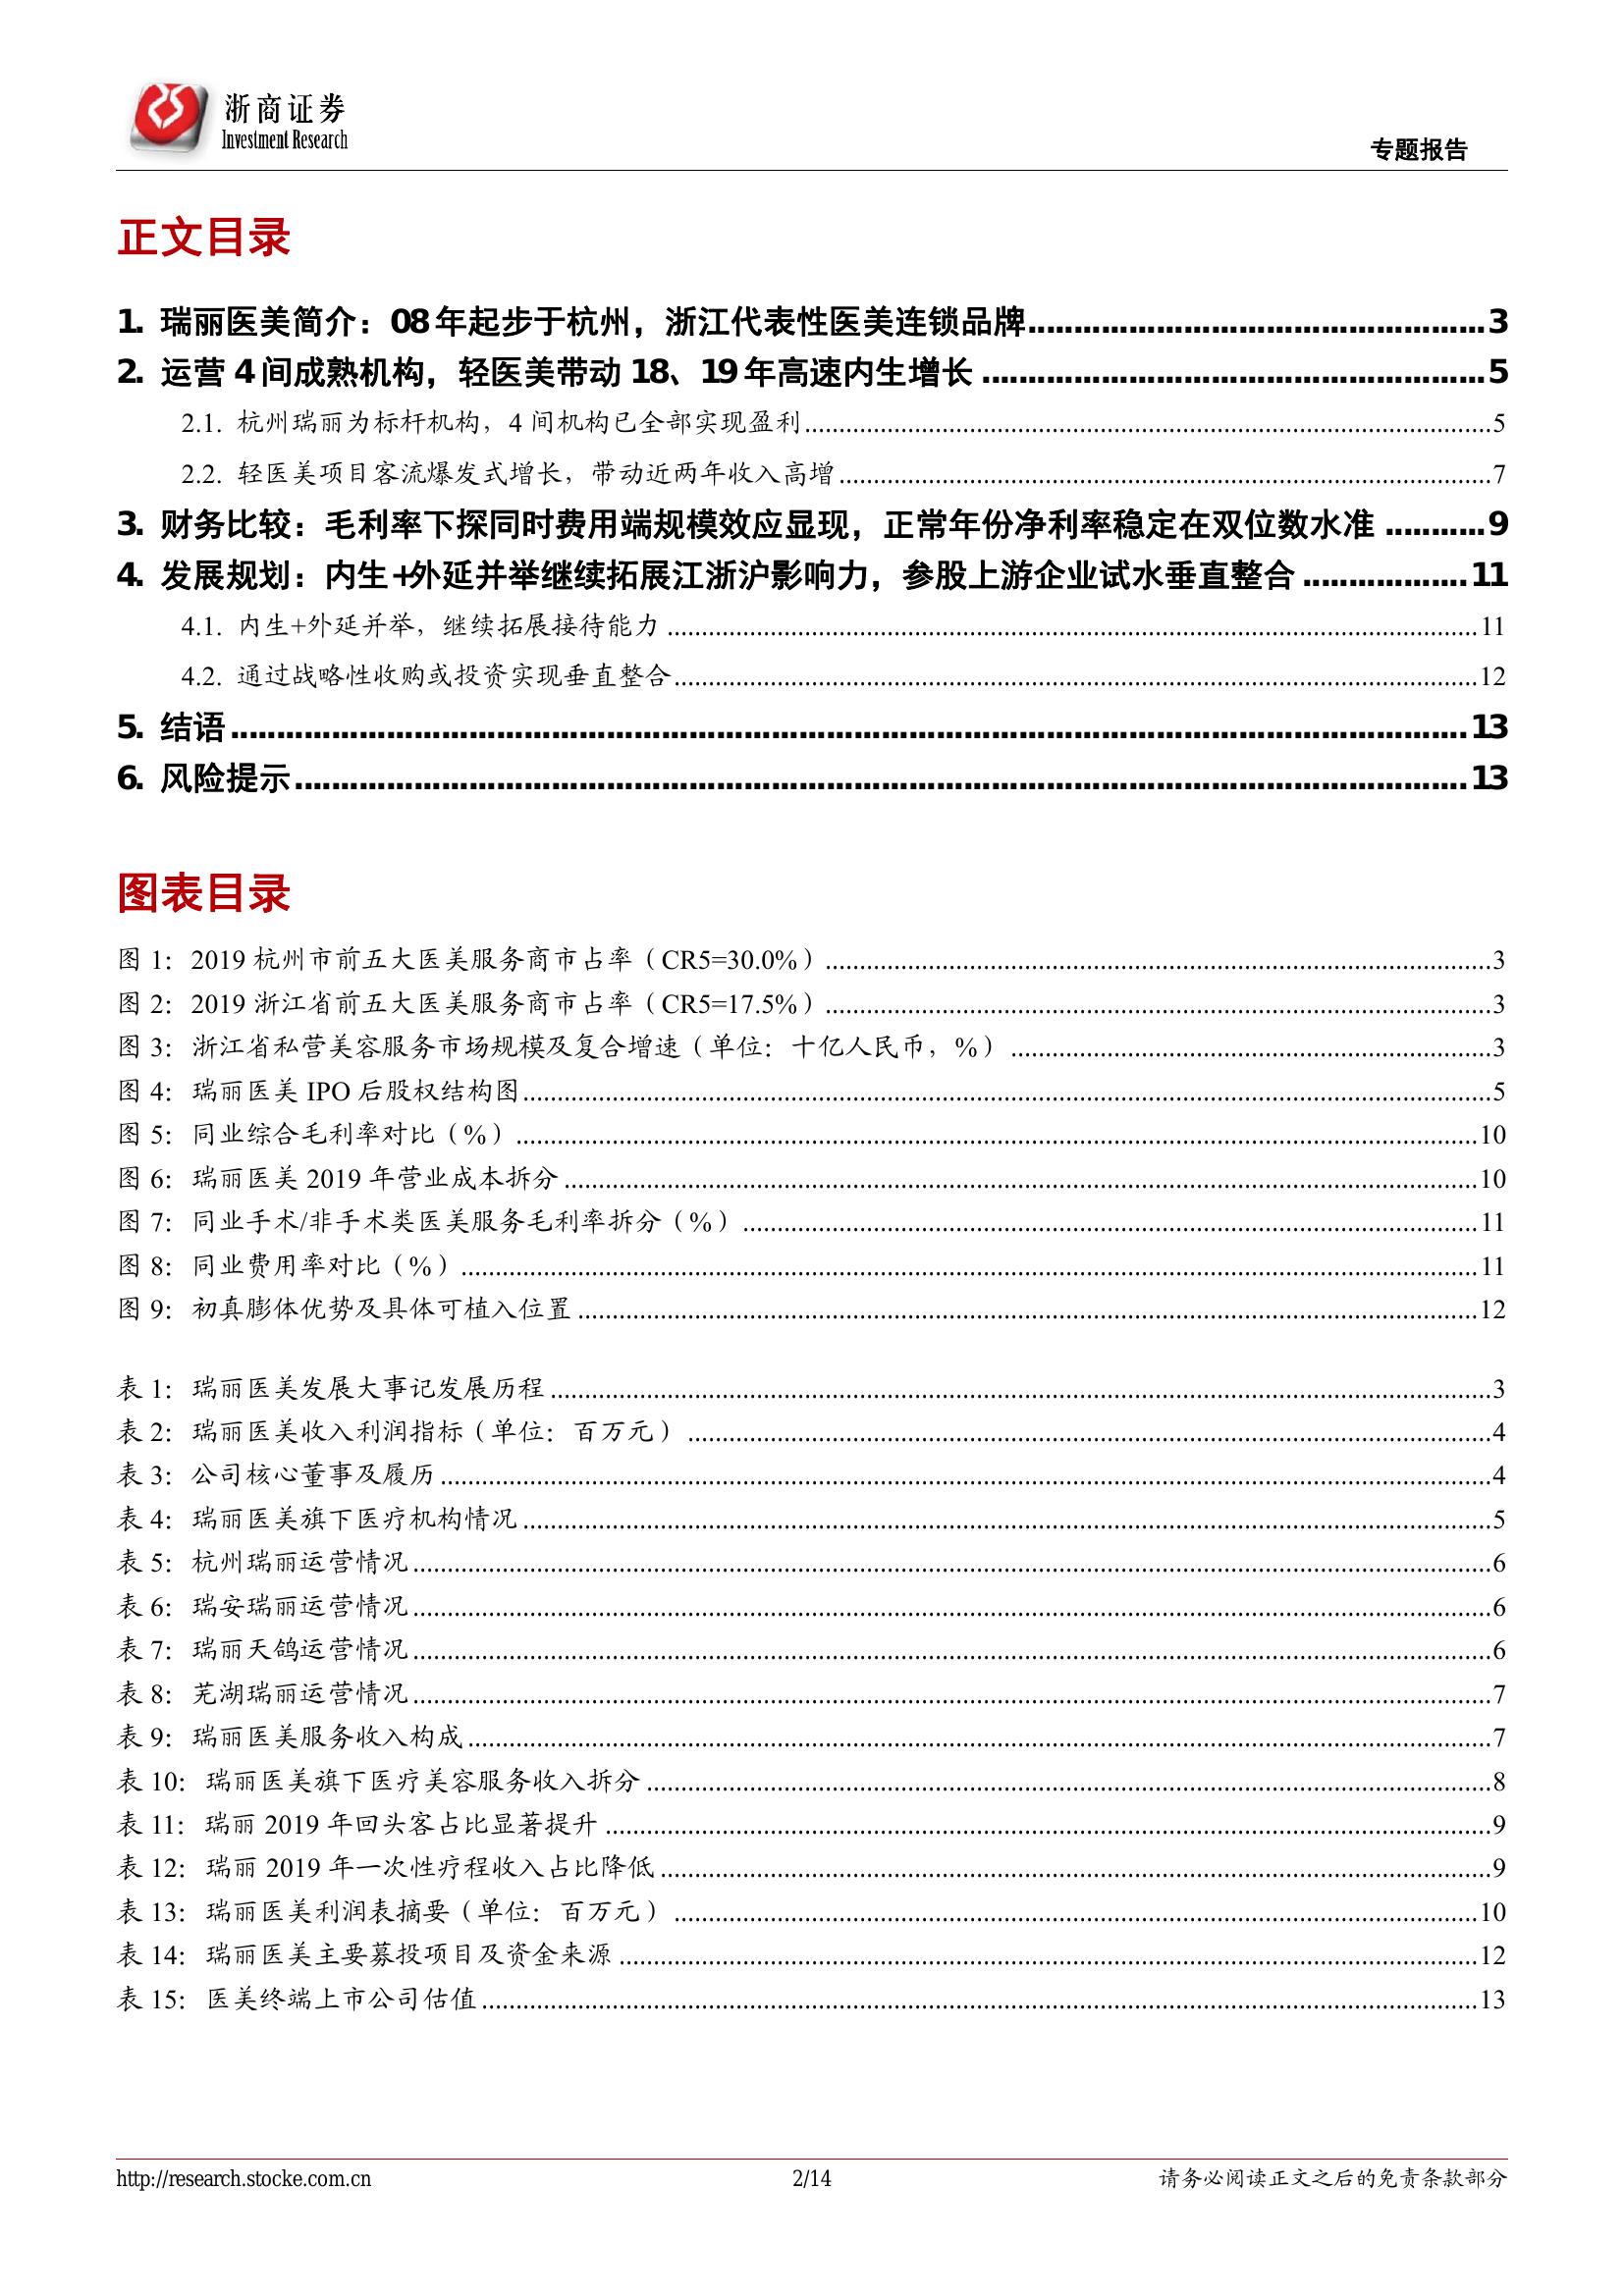 浙商证券
Investment Research
专题报告
正文目录
1. 瑞丽医美简介：08年起步于杭州，浙江代表性医美连锁品牌..................................................3
2. 运营 4 间成熟机构，轻医美带动 18、19 年高速内生增长.......................................................5
2.1. 杭州瑞丽为标杆机构，4 间机构已全部实现盈利....................................................................................................5
2.2. 轻医美项目客流爆发式增长，带动近两年收入高增...............................................................................................7
3. 财务比较：毛利率下探同时费用端规模效应显现，正常年份净利率稳定在双位数水准 ...........9
4. 发展规划：内生+外延并举继续拓展江浙沪影响力，参股上游企业试水垂直整合 ..................11
4.1. 内生+外延并举，继续拓展接待能力 ......................................................................................................................11
4.2. 通过战略性收购或投资实现垂直整合.....................................................................................................................12
5. 结语........................................................................................................................................13
6. 风险提示.................................................................................................................................13
图表目录
图 1：2019 杭州市前五大医美服务商市占率（CR5=30.0%）.................................................................................................3
图 2：2019 浙江省前五大医美服务商市占率（CR5=17.5%）.................................................................................................3
图 3：浙江省私营美容服务市场规模及复合增速（单位：十亿人民币，%）......................................................................3
图 4：瑞丽医美 IPO 后股权结构图.............................................................................................................................................5
图 5：同业综合毛利率对比（%）............................................................................................................................................10
图 6：瑞丽医美 2019 年营业成本拆分.....................................................................................................................................10
图 7：同业手术/非手术类医美服务毛利率拆分（%）...........................................................................................................11
图 8：同业费用率对比（%）....................................................................................................................................................11
图 9：初真膨体优势及具体可植入位置...................................................................................................................................12
表 1：瑞丽医美发展大事记发展历程.........................................................................................................................................3
表 2：瑞丽医美收入利润指标（单位：百万元）.....................................................................................................................4
表 3：公司核心董事及履历.........................................................................................................................................................4
表 4：瑞丽医美旗下医疗机构情况.............................................................................................................................................5
表 5：杭州瑞丽运营情况.............................................................................................................................................................6
表 6：瑞安瑞丽运营情况.............................................................................................................................................................6
表 7：瑞丽天鸽运营情况.............................................................................................................................................................6
表 8：芜湖瑞丽运营情况.............................................................................................................................................................7
表 9：瑞丽医美服务收入构成.....................................................................................................................................................7
表 10：瑞丽医美旗下医疗美容服务收入拆分...........................................................................................................................8
表 11：瑞丽 2019 年回头客占比显著提升.................................................................................................................................9
表 12：瑞丽 2019 年一次性疗程收入占比降低.........................................................................................................................9
表 13：瑞丽医美利润表摘要（单位：百万元）.....................................................................................................................10
表 14：瑞丽医美主要募投项目及资金来源.............................................................................................................................12
表 15：医美终端上市公司估值.................................................................................................................................................13
http://research.stocke.com.cn
2/14
请务必阅读正文之后的免责条款部分